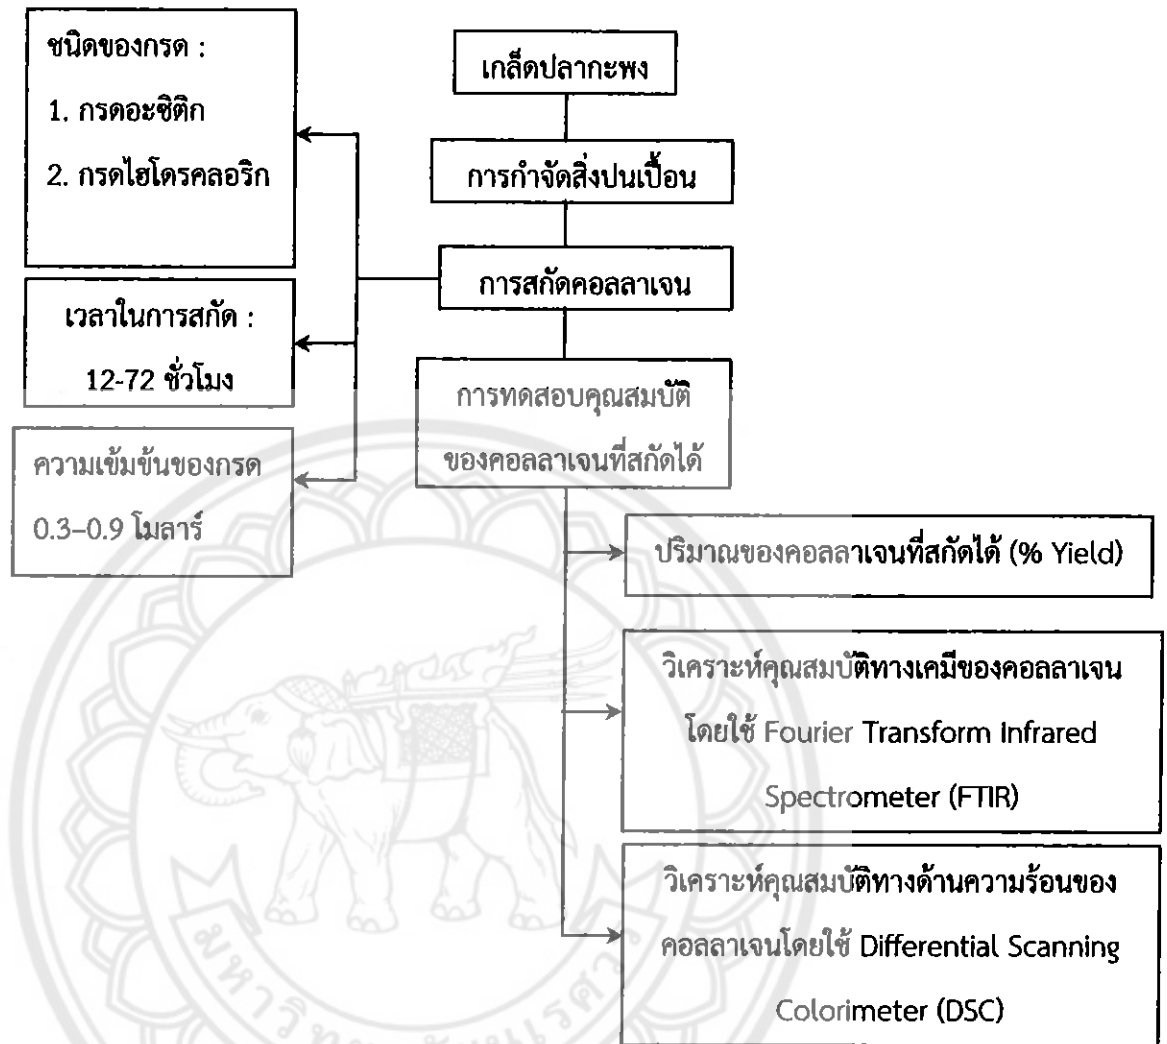 ชนิดของกรด :
1. กรดอะซิติก
2. กรดไฮโดรคลอริก
เกล็ดปลากะพง
การกำจัดสิ่งปนเปื้อน
การสกัดคอลลาเจน
เวลาในการสกัด :
12-72 ชั่วโมง
ความเข้มข้นของกรด
0.3–0.9 โมลาร์
การทดสอบคุณสมบัติ
ของคอลลาเจนที่สกัดได้
ปริมาณของคอลลาเจนที่สกัดได้ (% Yield)
วิเคราะห์คุณสมบัติทางเคมีของคอลลาเจน
โดยใช้ Fourier Transform Infrared
Spectrometer (FTIR)
วิเคราะห์คุณสมบัติทางด้านความร้อนของ
คอลลาเจนโดยใช้ Differential Scanning
Colorimeter (DSC)